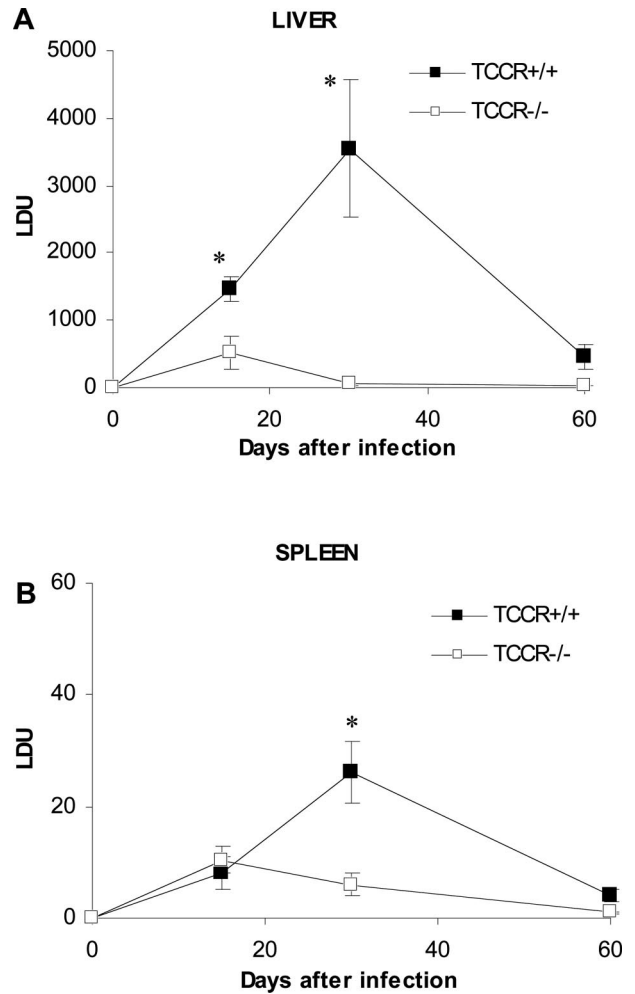 A
LIVER
5000
4000
3000
2000
1000
0
LDU
TCCR+/+
TCCR-/-
*
*
0 20 40 60
Days after infection
B
SPLEEN
60
40
20
0
LDU
TCCR+/+
TCCR-/-
*
0 20 40 60
Days after infection